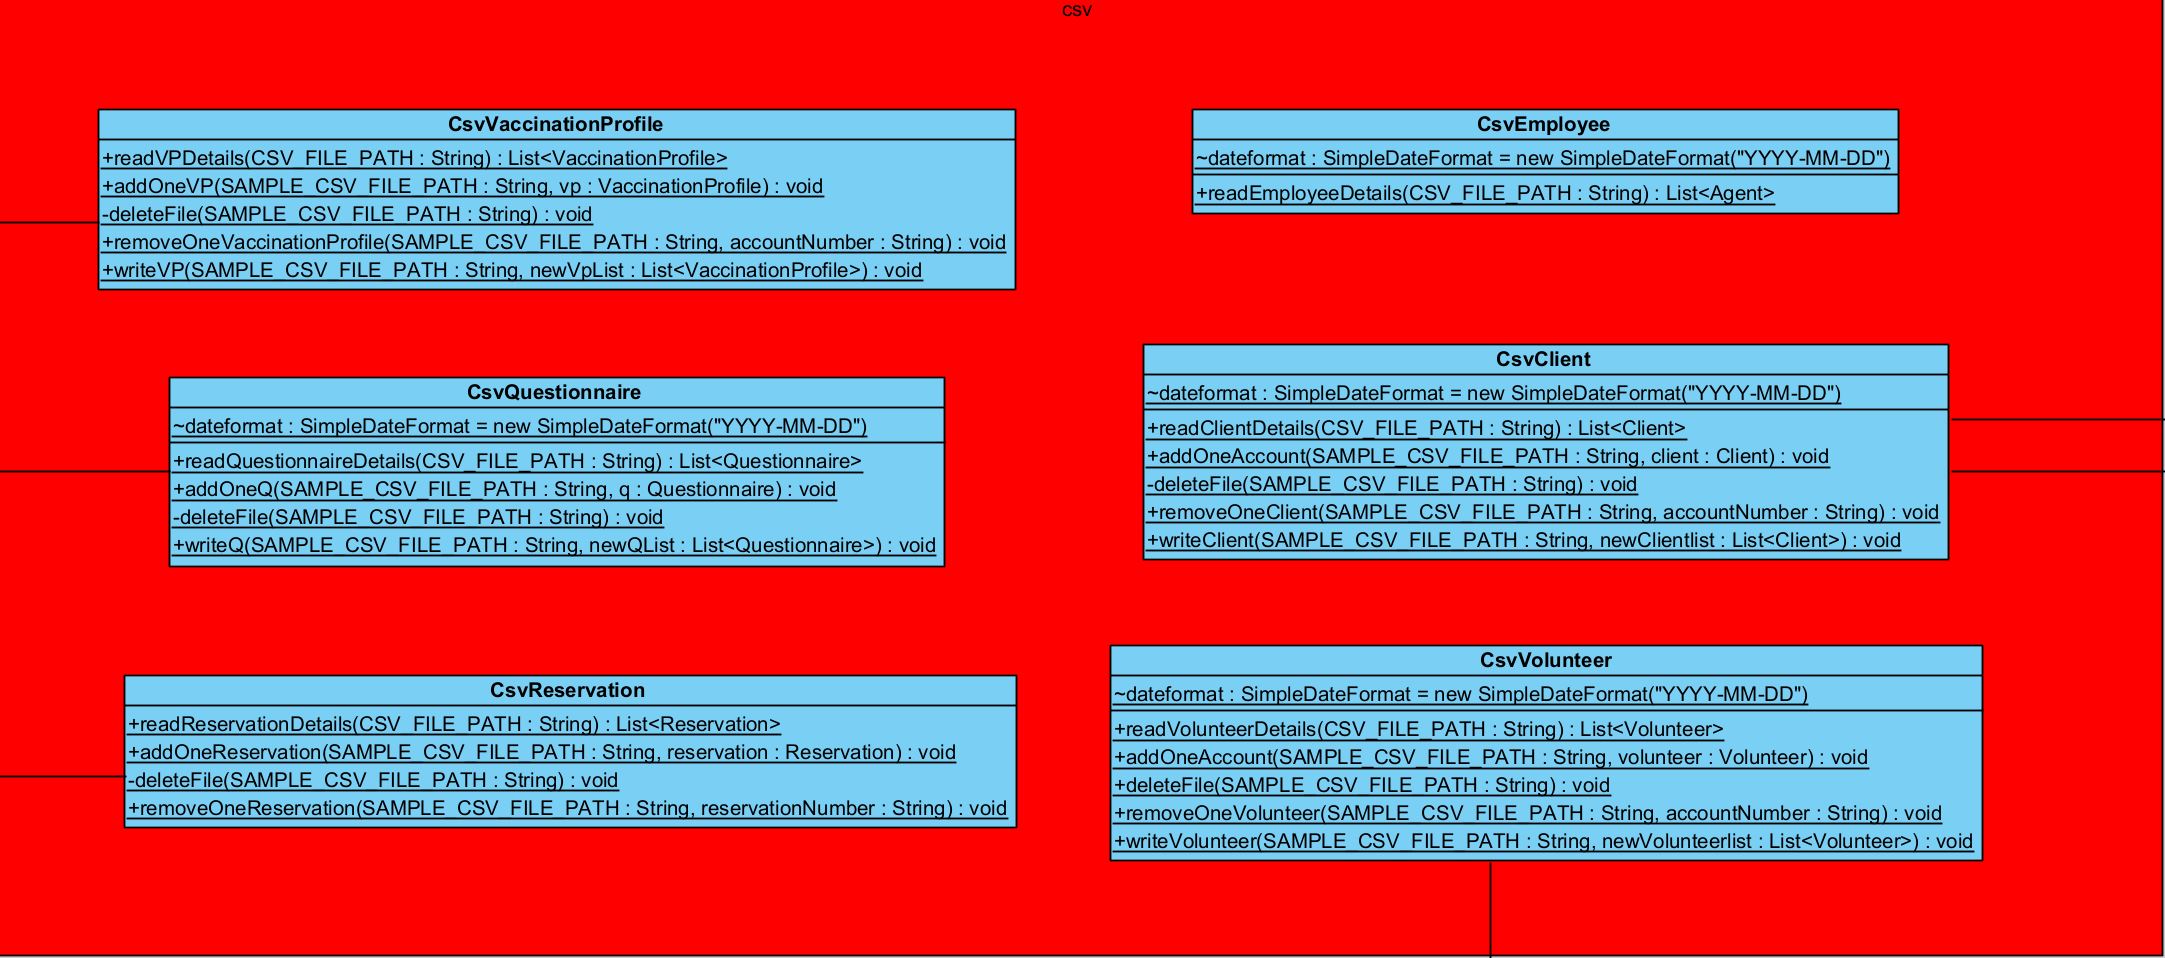 csv
CsvVaccinationProfile
+readVPDetails(CSV_FILE_PATH : String) : List<VaccinationProfile>
+addOneVP(SAMPLE_CSV_FILE_PATH : String, vp : VaccinationProfile) : void
-deleteFile(SAMPLE_CSV_FILE_PATH : String) : void
+removeOneVaccinationProfile(SAMPLE_CSV_FILE_PATH : String, accountNumber : String) : void
+writeVP(SAMPLE_CSV_FILE_PATH : String, newVpList : List<VaccinationProfile>) : void
CsvEmployee
~dateformat : SimpleDateFormat = new SimpleDateFormat("YYYY-MM-DD")
+readEmployeeDetails(CSV_FILE_PATH : String) : List<Agent>
CsvQuestionnaire
~dateformat : SimpleDateFormat = new SimpleDateFormat("YYYY-MM-DD")
+readQuestionnaireDetails(CSV_FILE_PATH : String) : List<Questionnaire>
+addOneQ(SAMPLE_CSV_FILE_PATH : String, q : Questionnaire) : void
-deleteFile(SAMPLE_CSV_FILE_PATH : String) : void
+writeQ(SAMPLE_CSV_FILE_PATH : String, newQList : List<Questionnaire>) : void
CsvClient
~dateformat : SimpleDateFormat = new SimpleDateFormat("YYYY-MM-DD")
+readClientDetails(CSV_FILE_PATH : String) : List<Client>
+addOneAccount(SAMPLE_CSV_FILE_PATH : String, client : Client) : void
-deleteFile(SAMPLE_CSV_FILE_PATH : String) : void
+removeOneClient(SAMPLE_CSV_FILE_PATH : String, accountNumber : String) : void
+writeClient(SAMPLE_CSV_FILE_PATH : String, newClientlist : List<Client>) : void
CsvReservation
+readReservationDetails(CSV_FILE_PATH : String) : List<Reservation>
+addOneReservation(SAMPLE_CSV_FILE_PATH : String, reservation : Reservation) : void
-deleteFile(SAMPLE_CSV_FILE_PATH : String) : void
+removeOneReservation(SAMPLE_CSV_FILE_PATH : String, reservationNumber : String) : void
CsvVolunteer
~dateformat : SimpleDateFormat = new SimpleDateFormat("YYYY-MM-DD")
+readVolunteerDetails(CSV_FILE_PATH : String) : List<Volunteer>
+addOneAccount(SAMPLE_CSV_FILE_PATH : String, volunteer : Volunteer) : void
+deleteFile(SAMPLE_CSV_FILE_PATH : String) : void
+removeOneVolunteer(SAMPLE_CSV_FILE_PATH : String, accountNumber : String) : void
+writeVolunteer(SAMPLE_CSV_FILE_PATH : String, newVolunteerlist : List<Volunteer>) : void